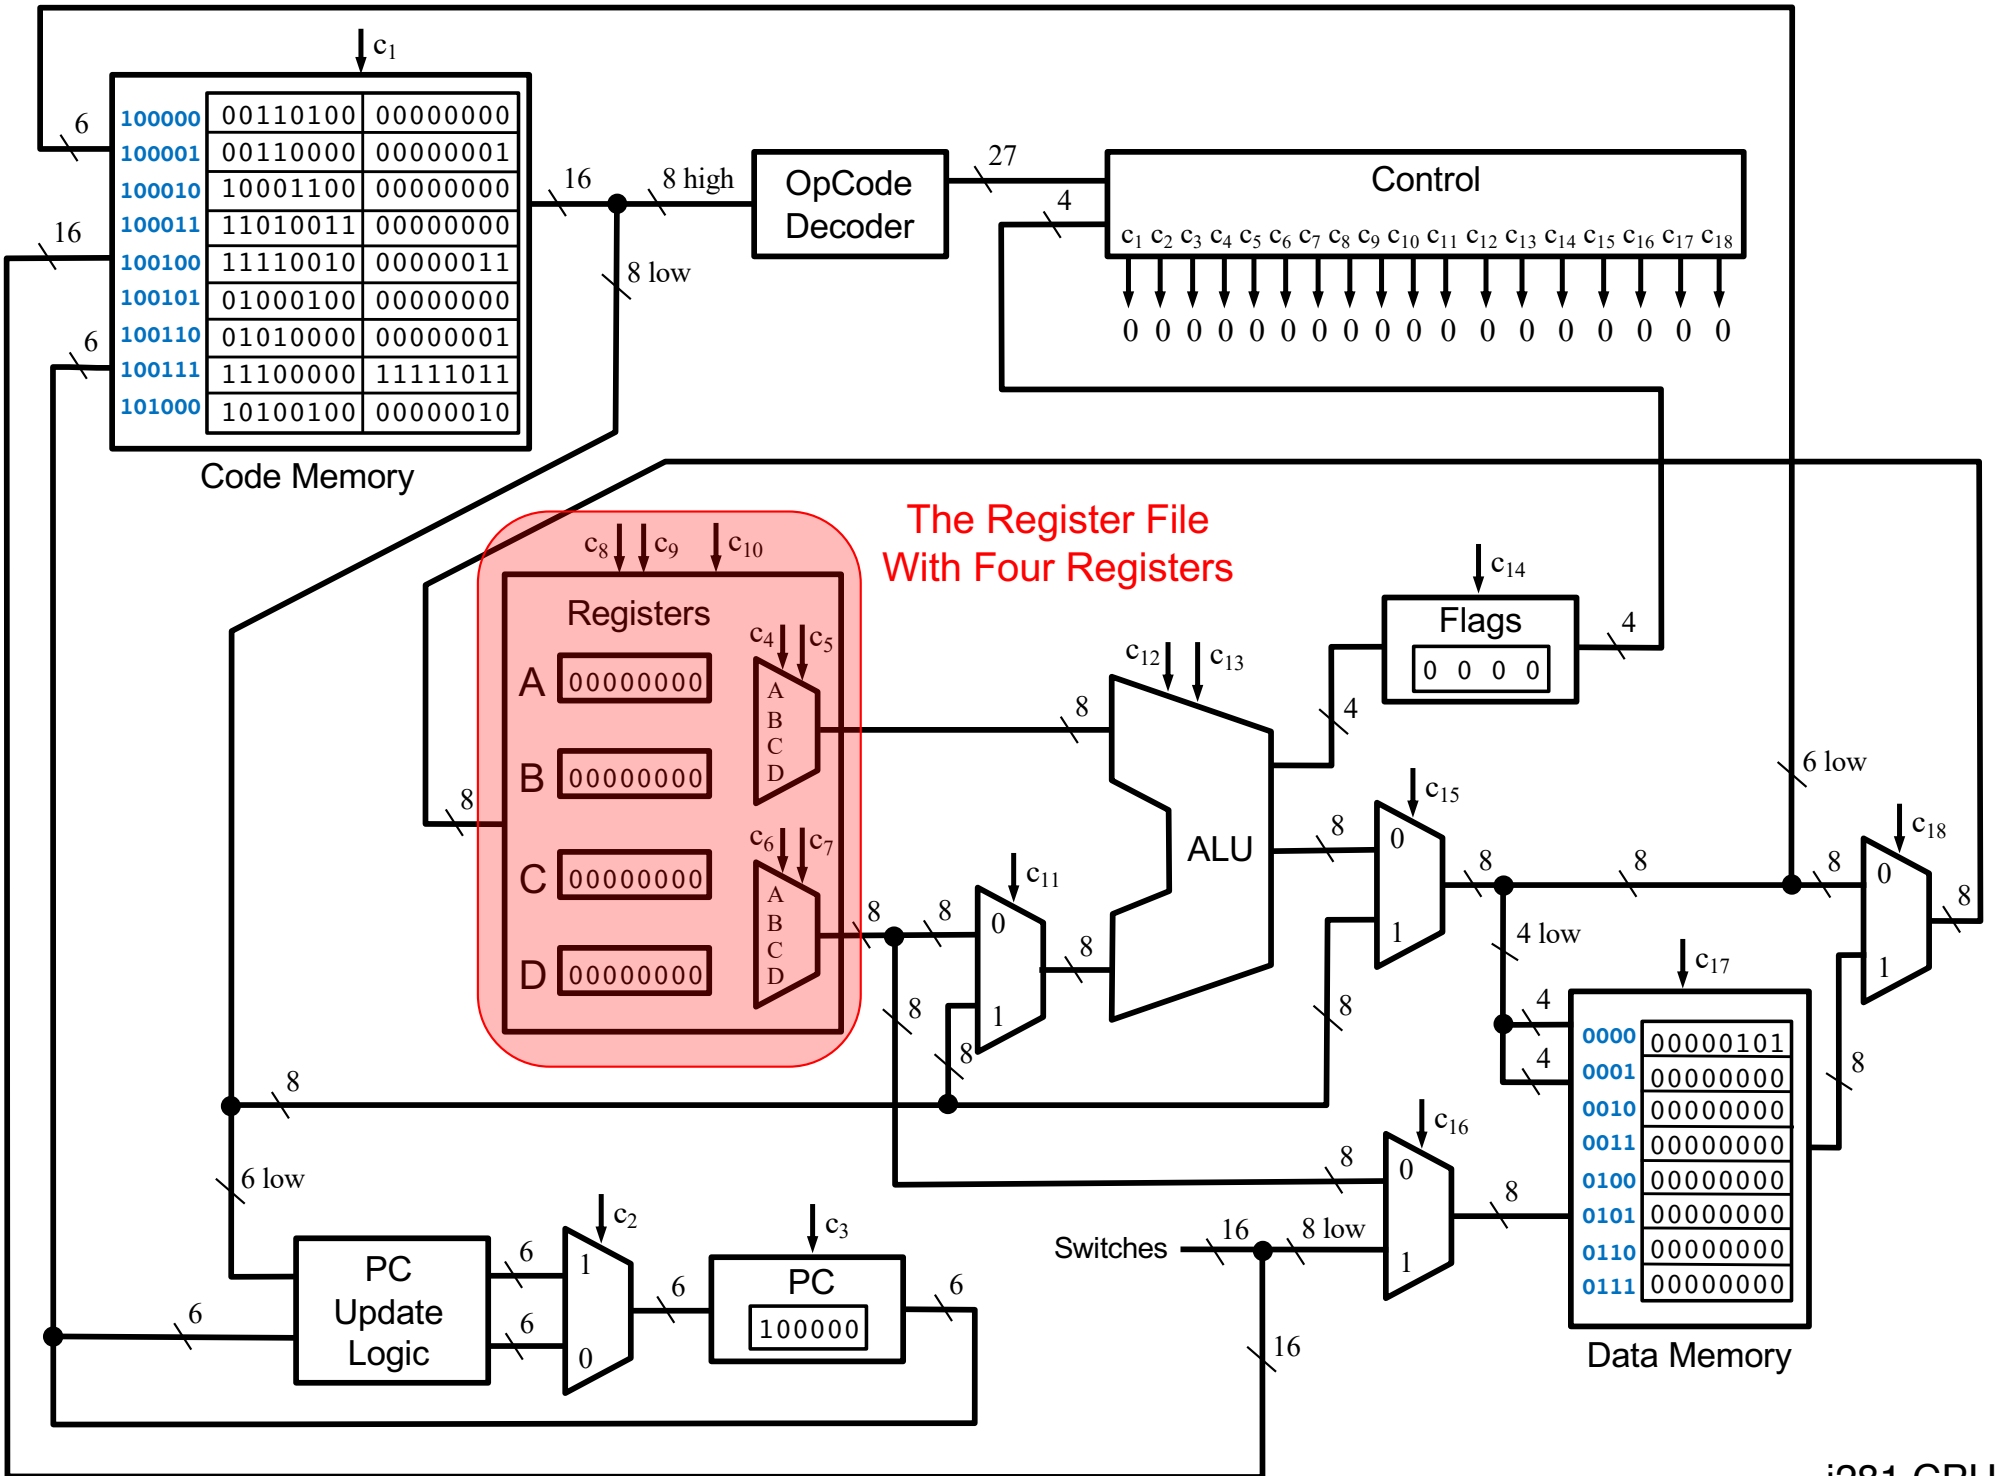 c1
6
100000 00110100 00000000
100001 00110000 00000001
100010 10001100 00000000
100011 11010011 00000000
100100 11110010 00000011
100101 01000100 00000000
100110 01010000 00000001
100111 11100000 11111011
101000 10100100 00000010
16
6
Code Memory
16
8 high
8 low
OpCode
Decoder
27
4
Control
c1 c2 c3 c4 c5 c6 c7 c8 c9 c10 c11 c12 c13 c14 c15 c16 c17 c18
0 0 0 0 0 0 0 0 0 0 0 0 0 0 0 0 0 0
The Register File
With Four Registers
c8 c9 c10
Registers
A 00000000
B 00000000
C 00000000
D 00000000
c4 c5
A
B
C
D
c6 c7
A
B
C
D
8
8
8
8
8
c11
0
1
8
8
8
c12 c13
ALU
4
c14
Flags
0 0 0 0
4
8
c15
0
1
8
8
8
4 low
6 low
8
c18
0
1
8
c17
4
4
0000 00000101
0001 00000000
0010 00000000
0011 00000000
0100 00000000
0101 00000000
0110 00000000
0111 00000000
Data Memory
8
c16
0
1
8
8
Switches
16
8 low
16
6 low
PC
Update
Logic
6
6
6
c2
1
0
6
c3
PC
100000
6
i281 CPU